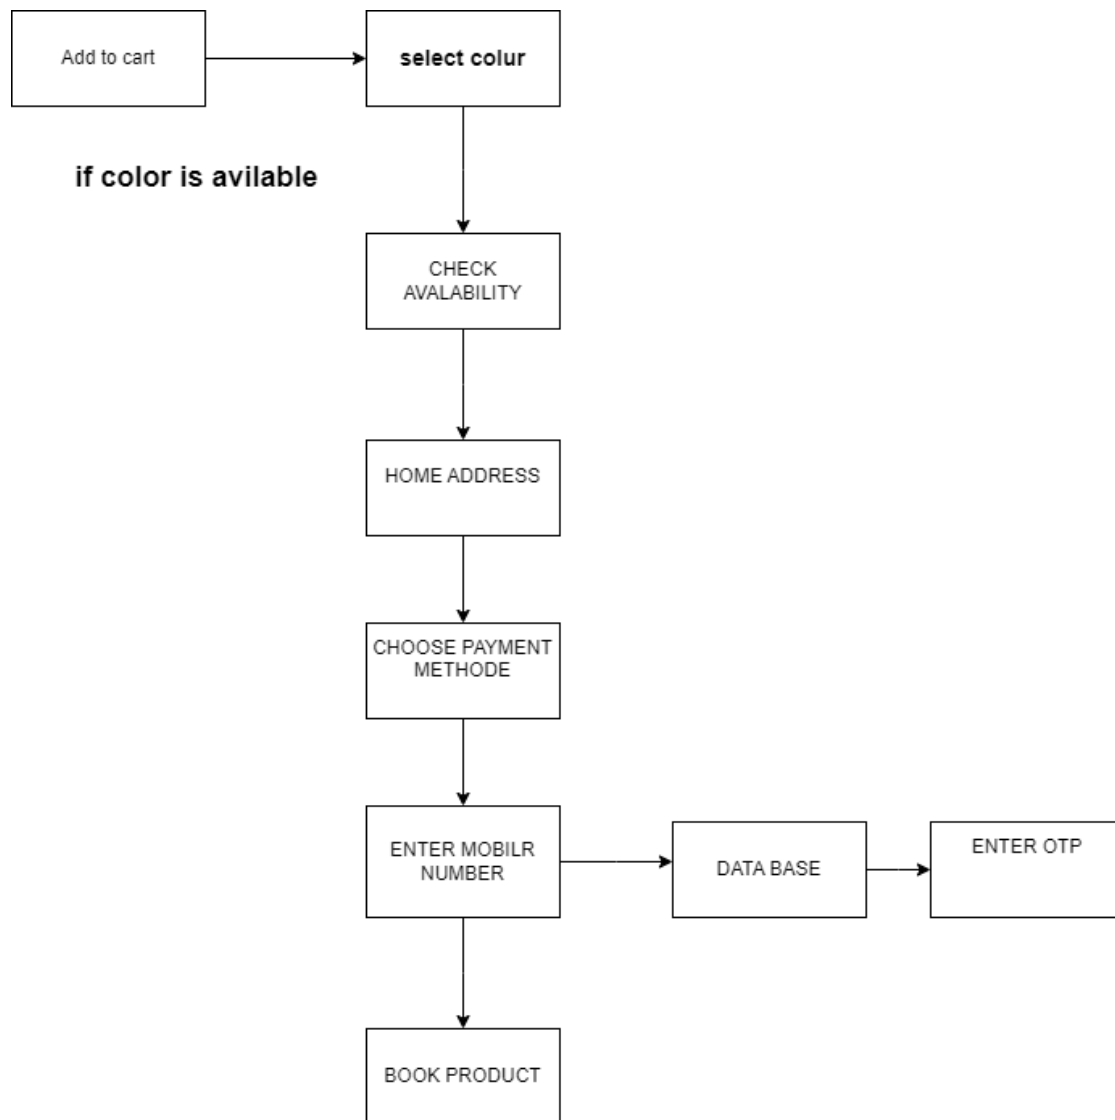 Add to cart
select colur
if color is avilable
CHECK
AVALABILITY
HOME ADDRESS
CHOOSE PAYMENT
METHODE
ENTER MOBILR
NUMBER
DATA BASE
ENTER OTP
BOOK PRODUCT